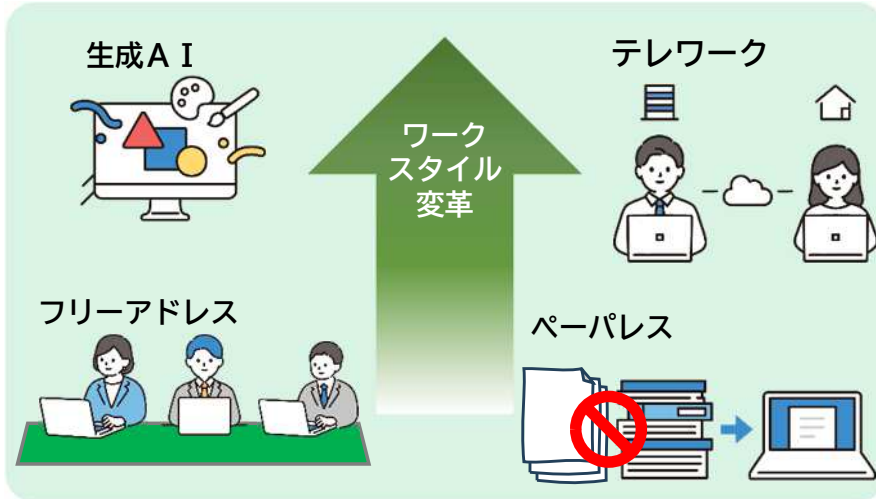 生成ＡＩ
テレワーク
ワーク
スタイル
変革
フリーアドレス
ペーパレス